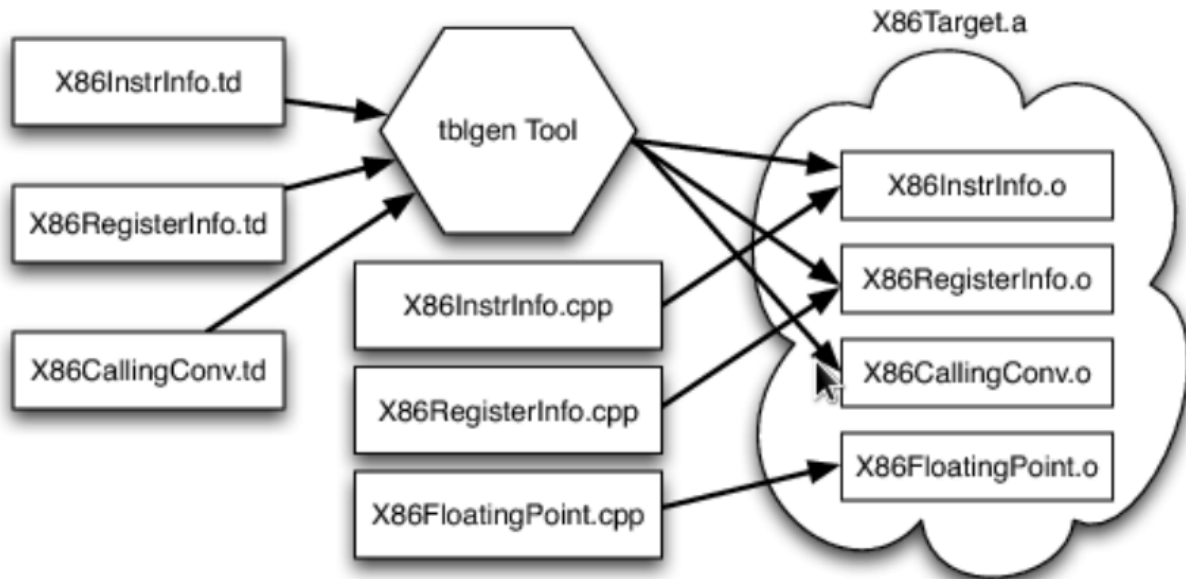 X86Target.a
X86InstrInfo.td
tblgen Tool
X86InstrInfo.o
X86RegisterInfo.td
X86RegisterInfo.o
X86InstrInfo.cpp
X86CallingConv.td
X86CallingConv.o
X86RegisterInfo.cpp
X86FloatingPoint.o
X86FloatingPoint.cpp